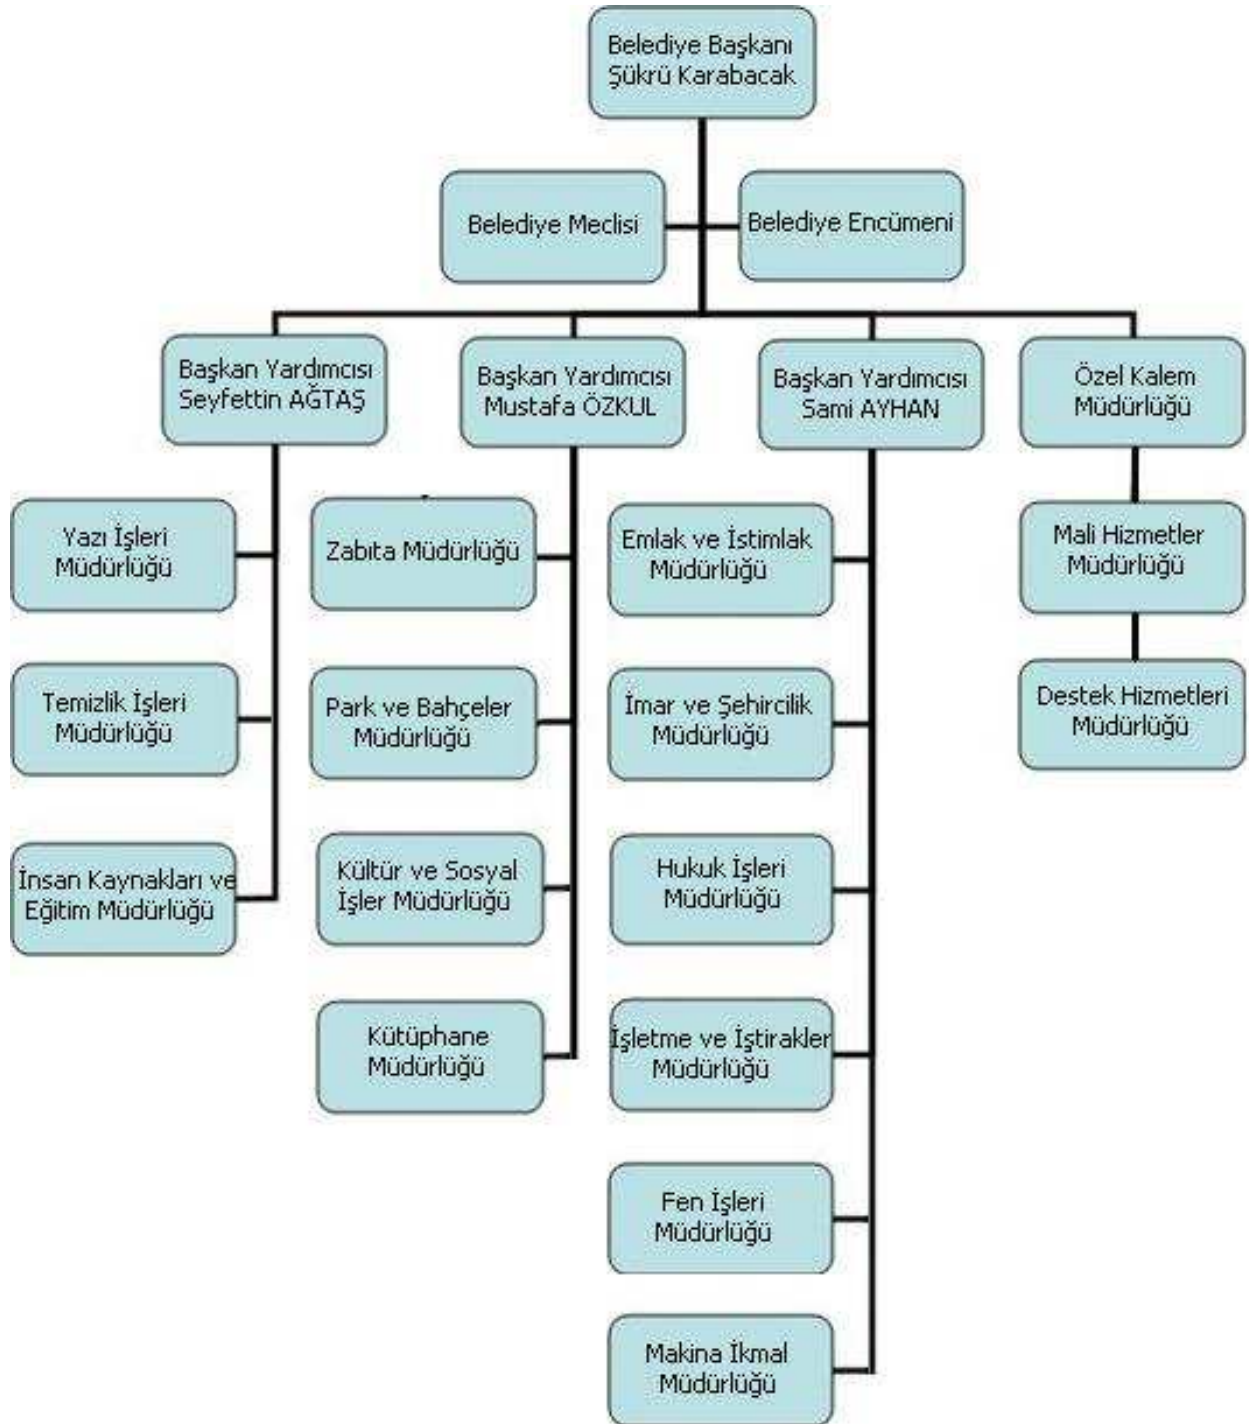 Belediye Başkanı
Şükrü Karabacak
Belediye Meclisi
Belediye Encümeni
Başkan Yardımcısı
Seyfettin AĞTAŞ
Başkan Yardımcısı
Mustafa ÖZKUL
Başkan Yardımcısı
Sami AYHAN
Özel Kalem
Müdürlüğü
Yazı İşleri
Müdürlüğü
Temizlik İşleri
Müdürlüğü
İnsan Kaynakları ve
Eğitim Müdürlüğü
Zabıta Müdürlüğü
Park ve Bahçeler
Müdürlüğü
Kültür ve Sosyal
İşler Müdürlüğü
Kütüphane
Müdürlüğü
Emlak ve İstimlak
Müdürlüğü
İmar ve Şehircilik
Müdürlüğü
Hukuk İşleri
Müdürlüğü
İşletme ve İştirakler
Müdürlüğü
Fen İşleri
Müdürlüğü
Makina İkmal
Müdürlüğü
Mali Hizmetler
Müdürlüğü
Destek Hizmetleri
Müdürlüğü